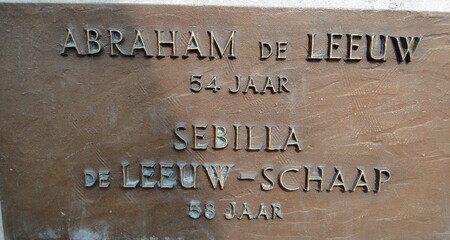 ABRAHAM DE LEEUW
54 JAAR
SEBILLA
DE LEEUW-SCHAAP
58 JAAR